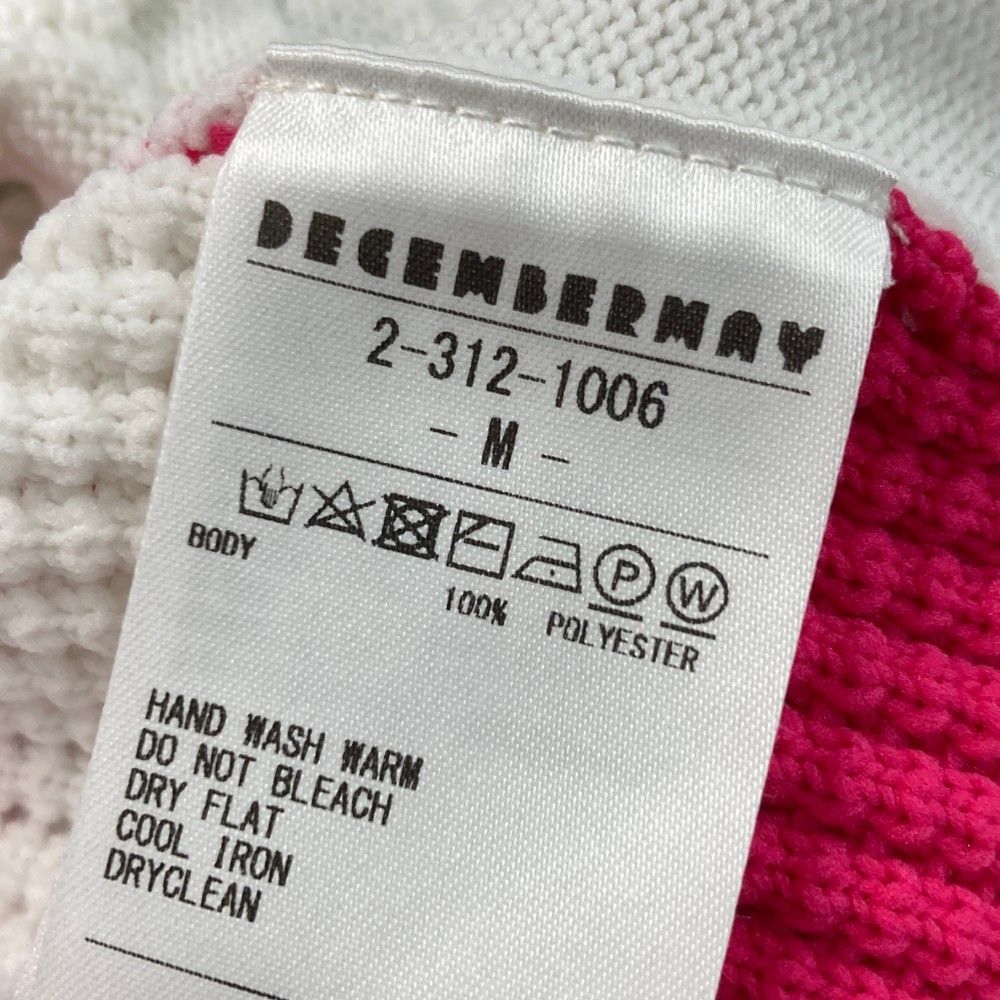 DECEMBERMAY
2-312-1006
- M -
BODY
100% POLYESTER
HAND WASH WARM
DO NOT BLEACH
DRY FLAT
COOL IRON
DRYCLEAN